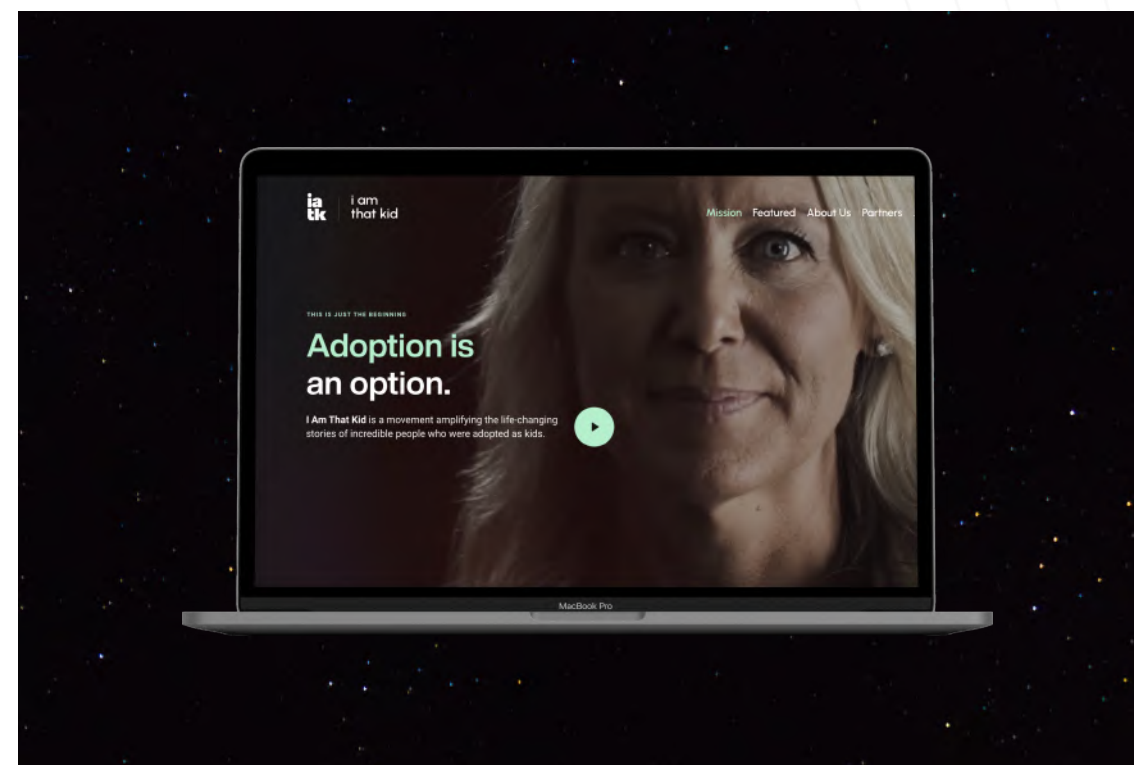 ia
tk
i am
that kid
Mission Featured About Us Partners
THIS IS JUST THE BEGINNING
Adoption is
an option.
I Am That Kid is a movement amplifying the life-changing
stories of incredible people who were adopted as kids.
MacBook Pro